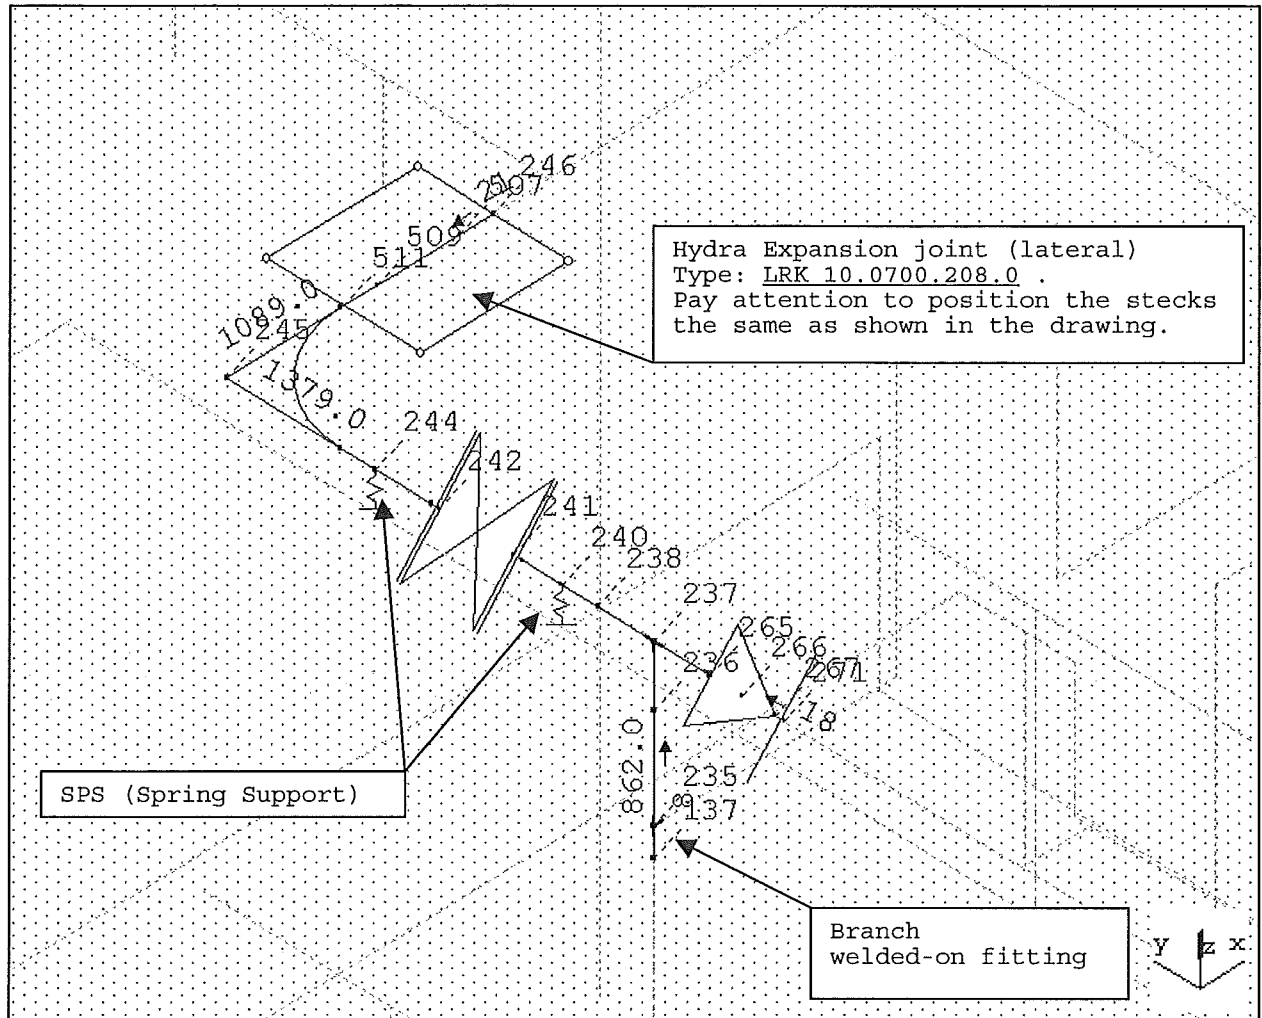 246
507
509
511
Hydra Expansion joint (lateral)
Type: LRK 10.0700.208.0 .
Pay attention to position the stecks
the same as shown in the drawing.
1089.0
245
1379.0
244
242
241
240
238
237
265
236
266
267
271
18
862.0
235
8
137
SPS (Spring Support)
Branch
welded-on fitting
y z x